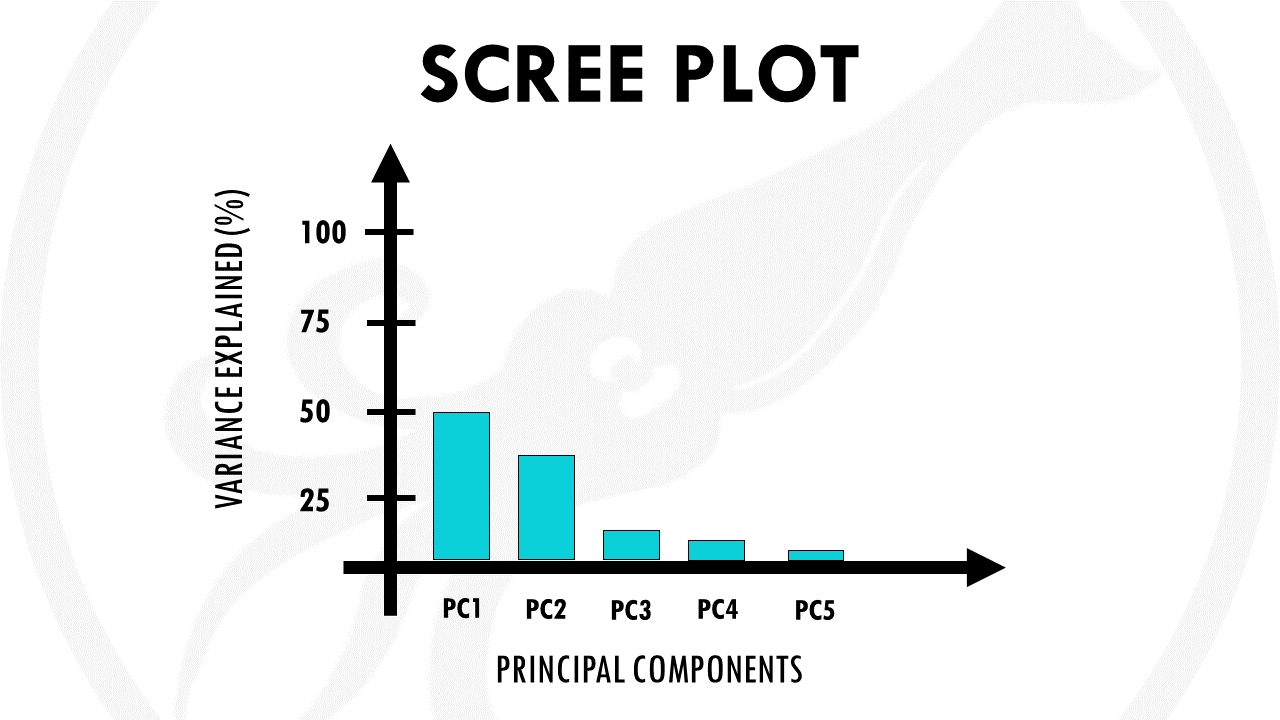 SCREE PLOT
VARIANCE EXPLAINED (%)
100
75
50
25
PC1 PC2 PC3 PC4 PC5
PRINCIPAL COMPONENTS